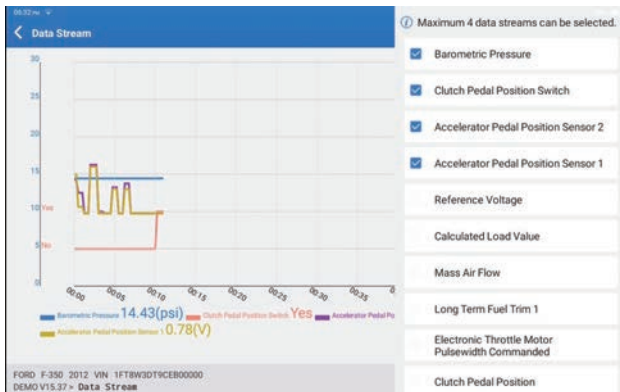 06:32 PM
Data Stream
Maximum 4 data streams can be selected.
Barometric Pressure
Clutch Pedal Position Switch
Accelerator Pedal Position Sensor 2
Accelerator Pedal Position Sensor 1
Reference Voltage
Calculated Load Value
Mass Air Flow
Long Term Fuel Trim 1
Electronic Throttle Motor
Pulsewidth Commanded
Clutch Pedal Position
30
25
20
15
10 Yes
5 No
0
00:00 00:05 00:10 00:15 00:20 00:25 00:30 00:35 0
Barometric Pressure 14.43(psi) Clutch Pedal Position Switch Yes Accelerator Pedal Po
Accelerator Pedal Position Sensor 1 0.78(V)
FORD F-350 2012 VIN 1FT8W3DT9CEB00000
DEMO V15.37 > Data Stream